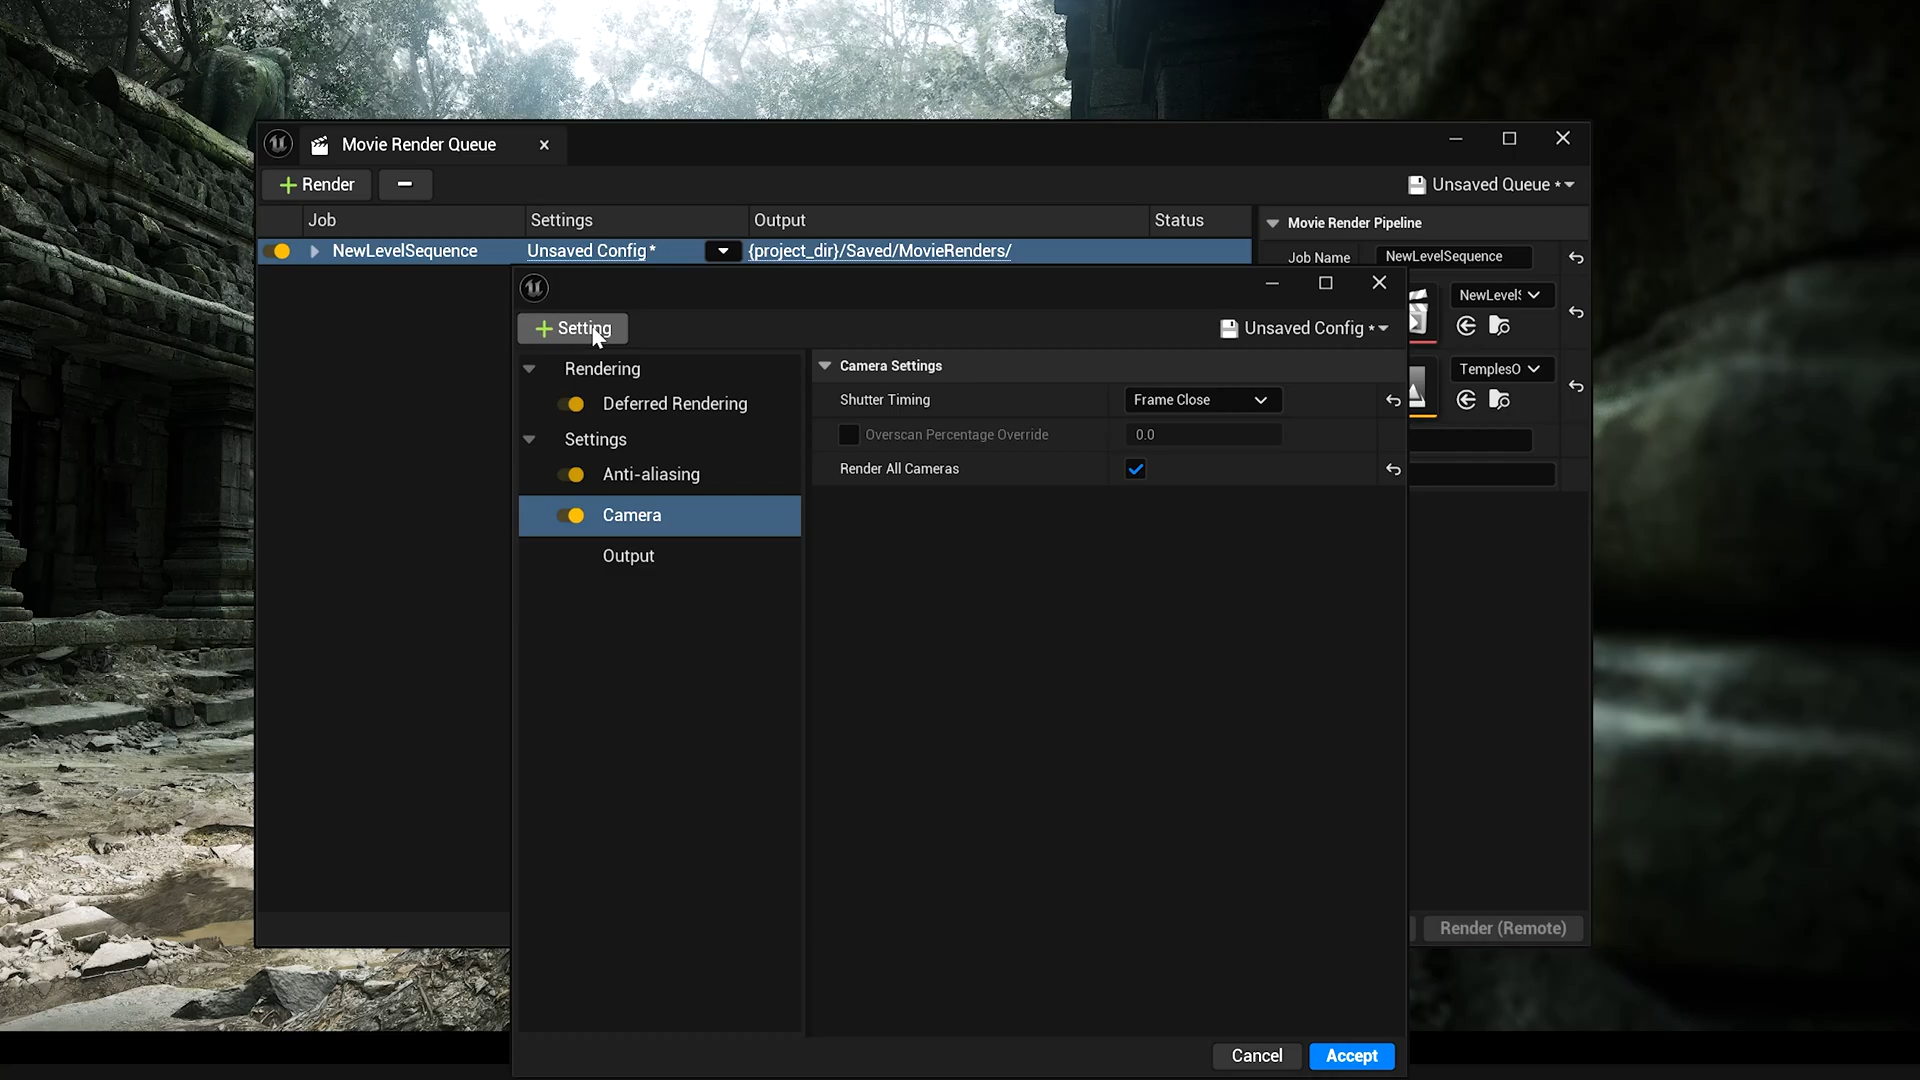 Movie Render Queue
Render
Unsaved Queue *
Job
Settings
Output
Status
Movie Render Pipeline
NewLevelSequence
Unsaved Config *
{project_dir}/Saved/MovieRenders/
Job Name
NewLevelSequence
NewLevelS
TemplesO
Setting
Unsaved Config *
Rendering
Deferred Rendering
Settings
Anti-aliasing
Camera
Output
Camera Settings
Shutter Timing
Frame Close
Overscan Percentage Override
0.0
Render All Cameras
Render (Remote)
Cancel
Accept